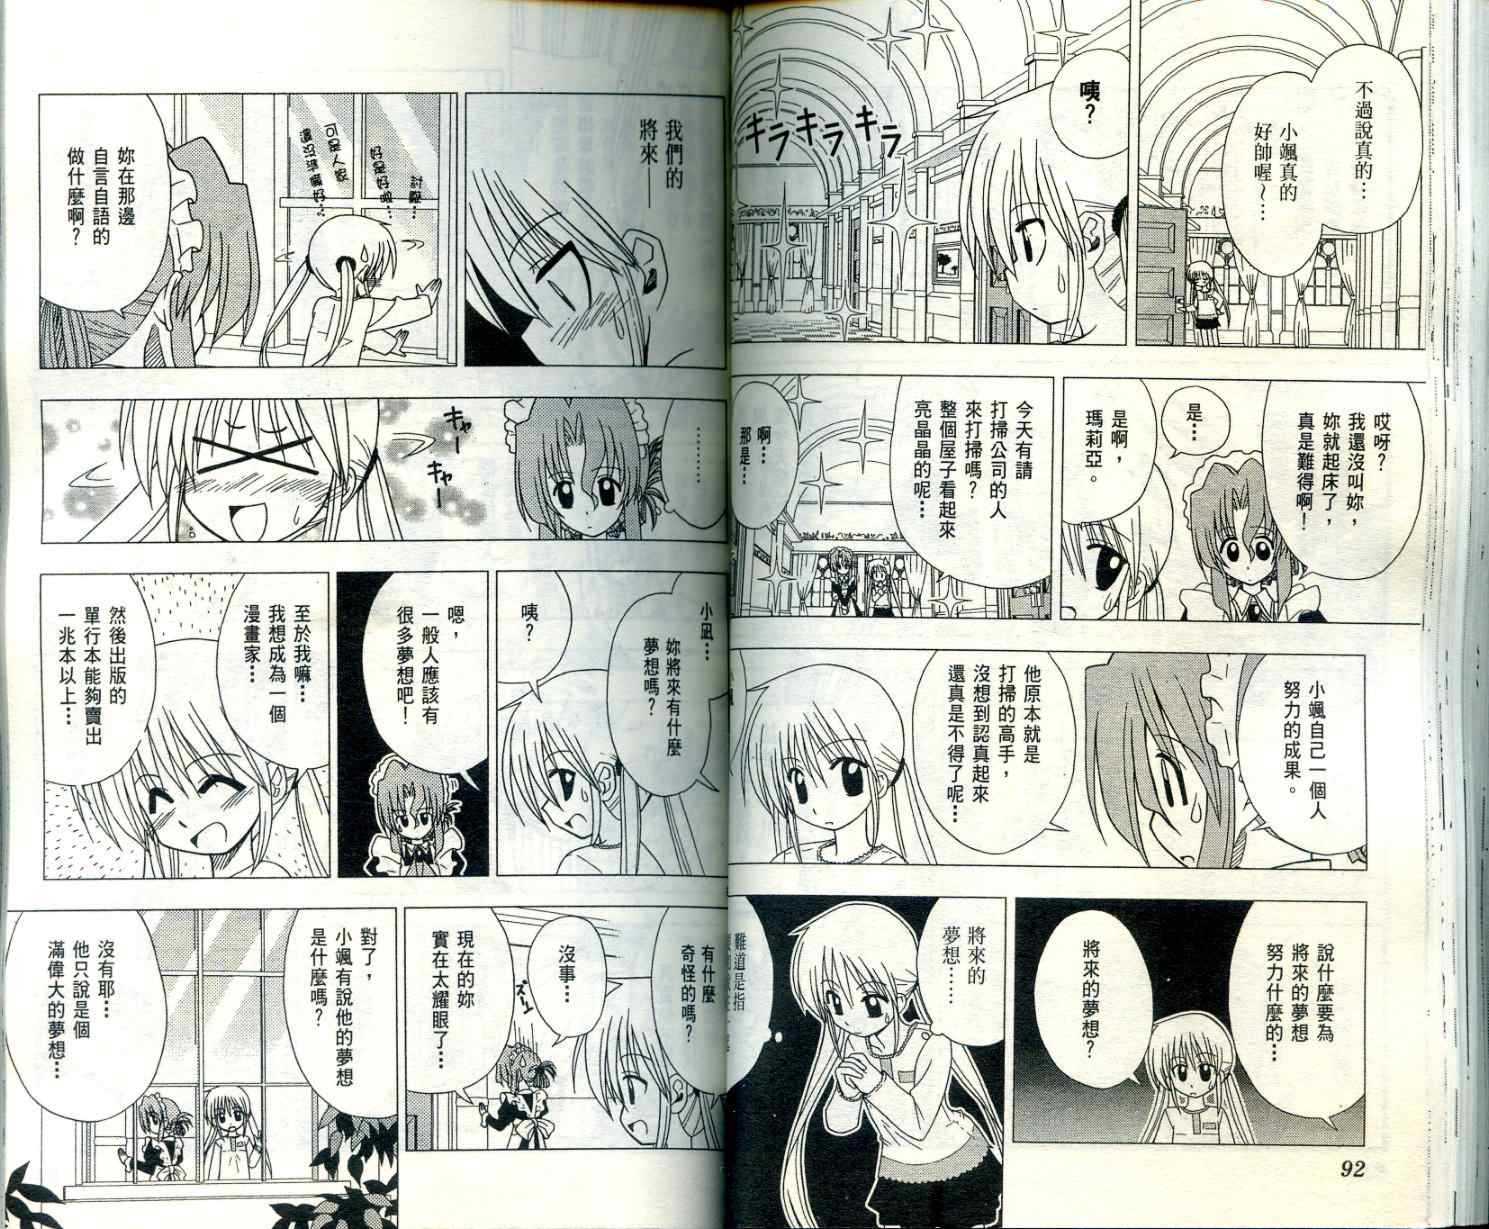 不過說真的…
小颯真的
好帥喔～…
咦？
キラ
キラ
キラ
哎呀？
我還沒叫妳，
妳就起床了，
真是難得啊！
是…
是啊，
瑪莉亞。
今天有請
打掃公司的人
來打掃嗎？
整個屋子看起來
亮晶晶的呢…
啊…
那是…
小颯自己一個人
努力的成果。
他原本就是
打掃的高手，
沒想到認真起來
還真是不得了呢…
說什麼要為
將來的夢想
努力什麼的…
將來的夢想？
將來的
夢想……
難道是指
92
我們的
將來——
討厭…
好是好啦…
可是人家
還沒準備好…
妳在那邊
自言自語的
做什麼啊？
………
キャー
キャー
小凪…
妳將來有什麼
夢想嗎？
咦？
嗯，
一般人應該有
很多夢想吧！
至於我嘛…
我想成為一個
漫畫家…
然後出版的
單行本能夠賣出
一兆本以上…
有什麼
奇怪的嗎？
沒事…
現在的妳
實在太耀眼了…
對了，
小颯有說他的夢想
是什麼嗎？
沒有耶…
他只說是個
滿偉大的夢想…